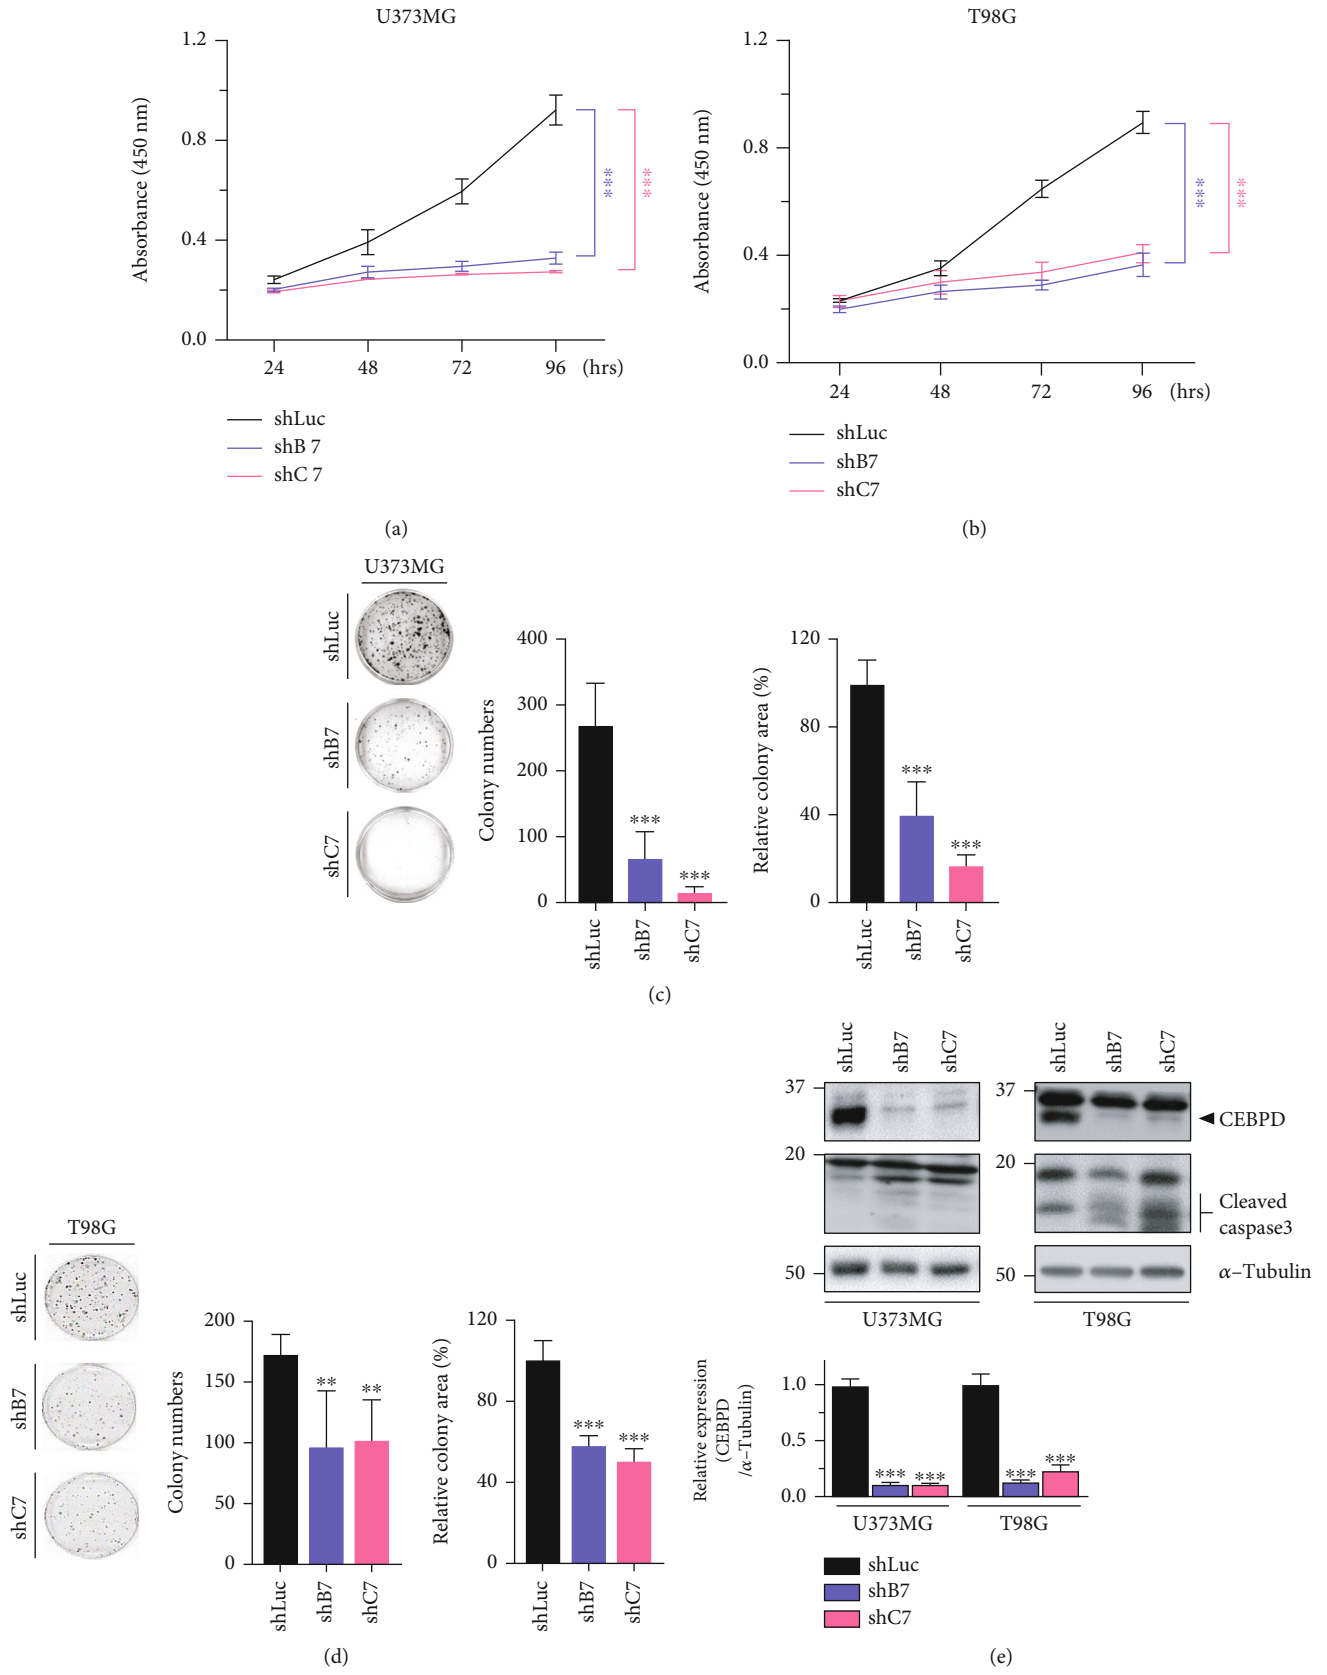 U373MG
1.2
0.8
0.4
0.0
Absorbance (450 nm)
24 48 72 96 (hrs)
***
***
shLuc
shB 7
shC 7
(a)
T98G
1.2
0.8
0.4
0.0
Absorbance (450 nm)
24 48 72 96 (hrs)
***
***
shLuc
shB7
shC7
(b)
U373MG
shLuc
shB7
shC7
400
300
200
100
0
Colony numbers
***
***
shLuc
shB7
shC7
120
80
40
0
Relative colony area (%)
***
***
shLuc
shB7
shC7
(c)
T98G
shLuc
shB7
shC7
200
150
100
50
0
Colony numbers
**
**
shLuc
shB7
shC7
120
80
40
0
Relative colony area (%)
***
***
shLuc
shB7
shC7
(d)
shLuc
shB7
shC7
shLuc
shB7
shC7
37
20
50
37
20
50
CEBPD
Cleaved
caspase3
α–Tubulin
U373MG
T98G
Relative expression
(CEBPD
/α–Tubulin)
1.0
0.5
0.0
*** ***
*** ***
U373MG
T98G
shLuc
shB7
shC7
(e)